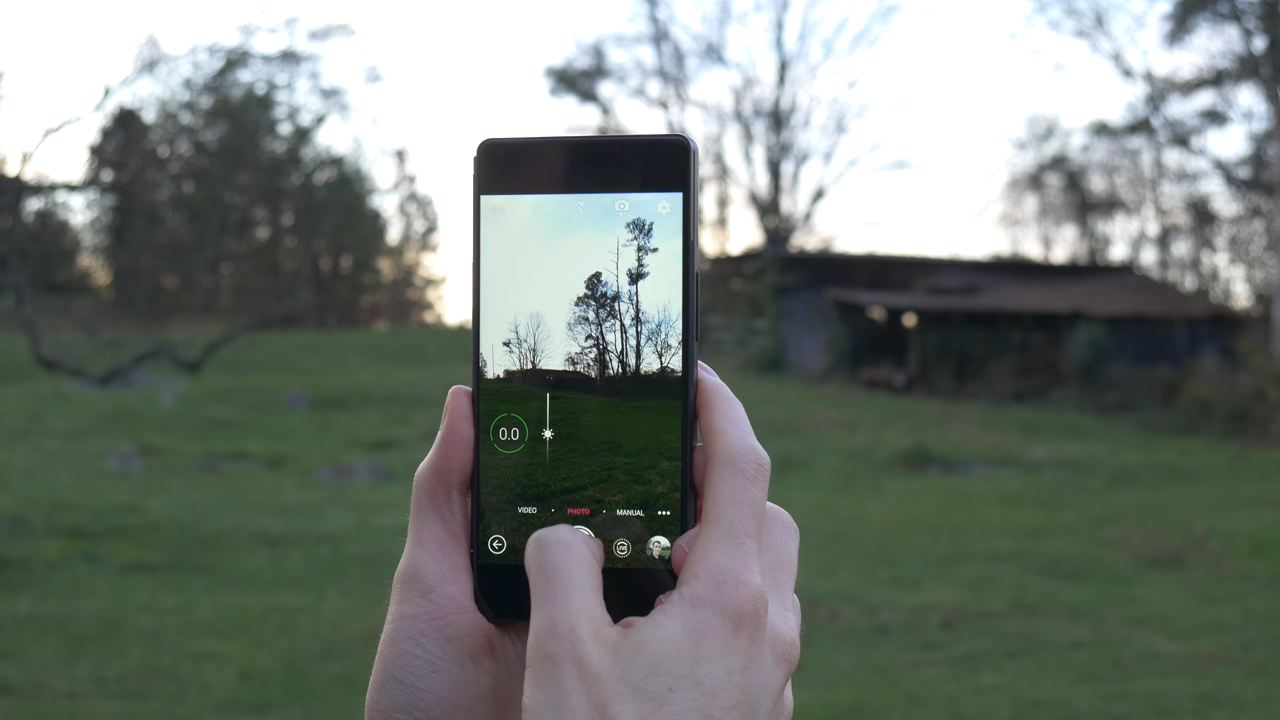 0.0
VIDEO • PHOTO • MANUAL •••
LIVE